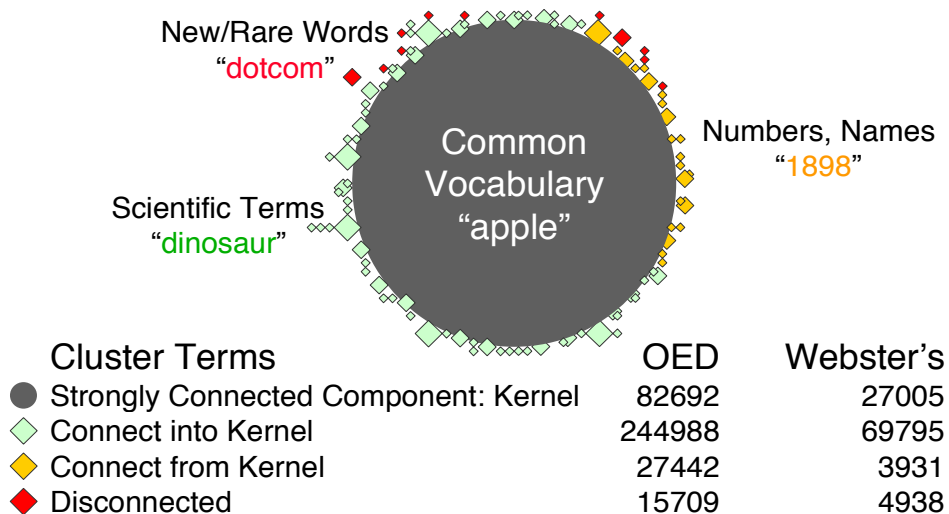 New/Rare Words
“dotcom”
Common
Vocabulary
“apple”
Numbers, Names
“1898”
Scientific Terms
“dinosaur”
Cluster Terms OED Webster’s
Strongly Connected Component: Kernel 82692 27005
Connect into Kernel 244988 69795
Connect from Kernel 27442 3931
Disconnected 15709 4938